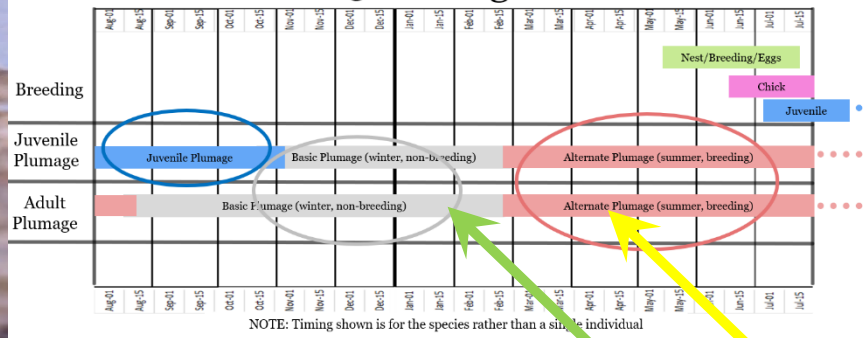 Aug-01 Aug-15 Sep-01 Sep-15 Oct-01 Oct-15 Nov-01 Nov-15 Dec-01 Dec-15 Jan-01 Jan-15 Feb-01 Feb-15 Mar-01 Mar-15 Apr-01 Apr-15 May-01 May-15 Jun-01 Jun-15 Jul-01 Jul-15
Nest/Breeding/Eggs
Breeding
Chick
Juvenile
Juvenile
Plumage
Juvenile Plumage
Basic Plumage (winter, non-breeding)
Alternate Plumage (summer, breeding)
Adult
Plumage
Basic Plumage (winter, non-breeding)
Alternate Plumage (summer, breeding)
Aug-01 Aug-15 Sep-01 Sep-15 Oct-01 Oct-15 Nov-01 Nov-15 Dec-01 Dec-15 Jan-01 Jan-15 Feb-01 Feb-15 Mar-01 Mar-15 Apr-01 Apr-15 May-01 May-15 Jun-01 Jun-15 Jul-01 Jul-15
NOTE: Timing shown is for the species rather than a single individual